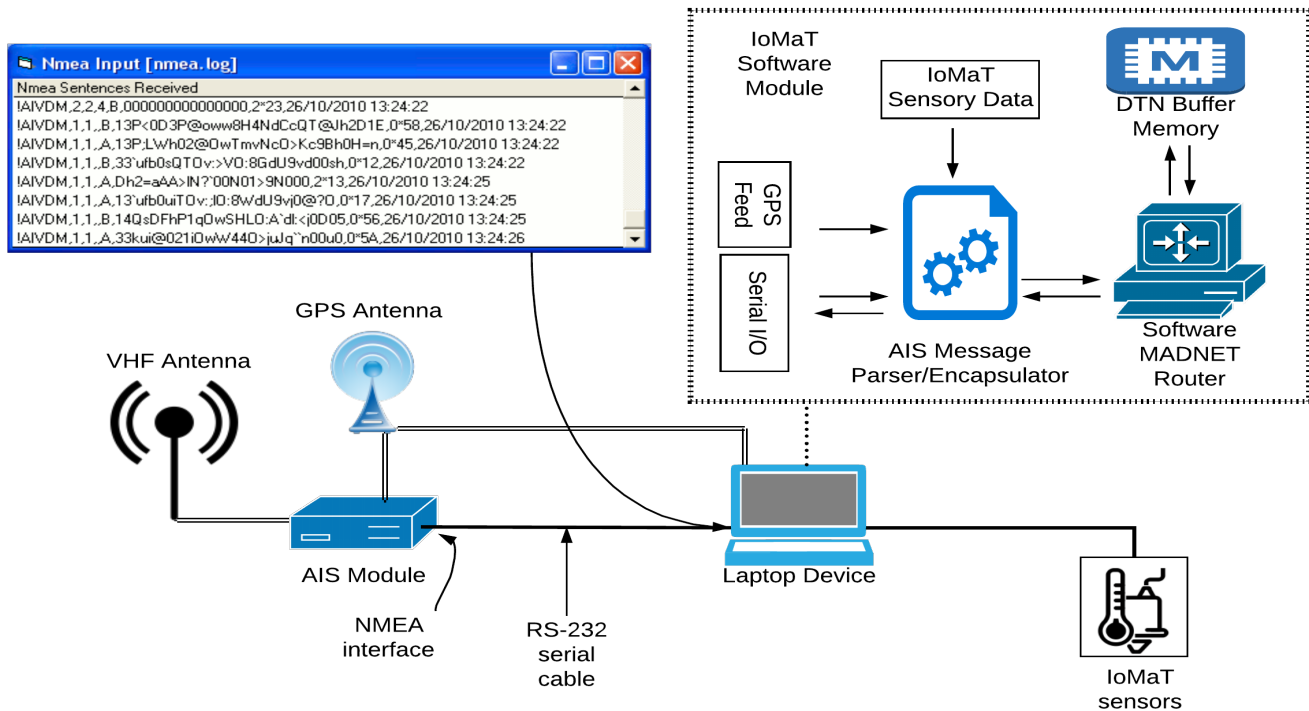 Nmea Input [nmea.log]
Nmea Sentences Received
!AIVDM,2,2,4,B,000000000000000,2*23,26/10/2010 13:24:22
!AIVDM,1,1,,B,13P<0D3P@oww8H4NdCcQT@Jh2D1E,0*58,26/10/2010 13:24:22
!AIVDM,1,1,,A,13P;LWh02@OwTmvNcO>Kc9Bh0H=n,0*45,26/10/2010 13:24:22
!AIVDM,1,1,,B,33`ufb0sQTOv:>VO:8GdU9vd00sh,0*12,26/10/2010 13:24:22
!AIVDM,1,1,,A,Dh2=aAA>IN?`00N01>9N000,2*13,26/10/2010 13:24:25
!AIVDM,1,1,,A,13`ufb0uiTOv:;IO:8WdU9vj0@?O,0*17,26/10/2010 13:24:25
!AIVDM,1,1,,B,14QsDFhP1qOwSHLO:A`dI:<j0D05,0*56,26/10/2010 13:24:25
!AIVDM,1,1,,A,33kui@021iOwW44O>jwJq``n00u0,0*5A,26/10/2010 13:24:26
IoMaT
Software
Module
IoMaT
Sensory Data
DTN Buffer
Memory
GPS
Feed
Serial I/O
AIS Message
Parser/Encapsulator
Software
MADNET
Router
GPS Antenna
VHF Antenna
AIS Module
Laptop Device
NMEA
interface
RS-232
serial
cable
IoMaT
sensors